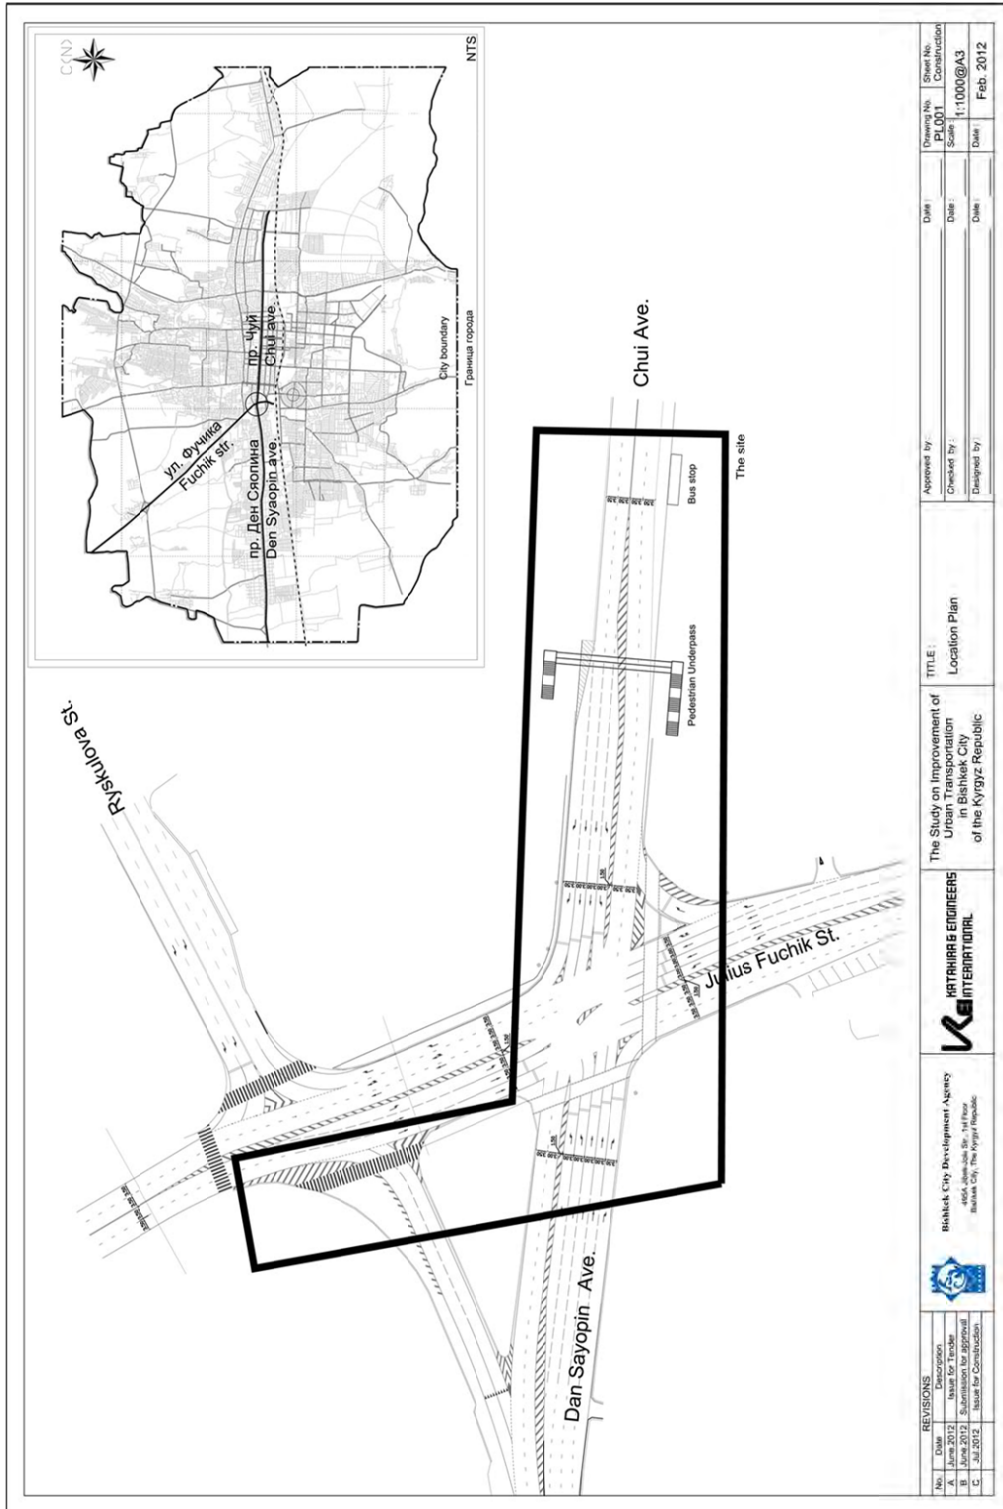 С(N)
NTS
ул. Фучика
Fuchik str.
пр. Ден Сяопина
Den Syaopin ave.
пр. Чуй
Chui ave.
City boundary
Граница города
Ryskulova St.
Chui Ave.
The site
Bus stop
Pedestrian Underpass
Julius Fuchik St.
Dan Sayopin Ave.
REVISIONS
No. Date Description
A June.2012 Issue for Tender
B June.2012 Submission for approval
C Jul.2012 Issue for Construction
Bishkek City Development Agency
The Kyrgyz Republic
KEI KATAHIRA & ENGINEERS
INTERNATIONAL
The Study on Improvement of
Urban Transportation
in Bishkek City
of the Kyrgyz Republic
TITLE :
Location Plan
Approved by : Date :
Checked by : Date :
Designed by : Date :
Drawing No. Sheet No.
PL001 Construction
Scale : 1:1000@A3
Date : Feb. 2012